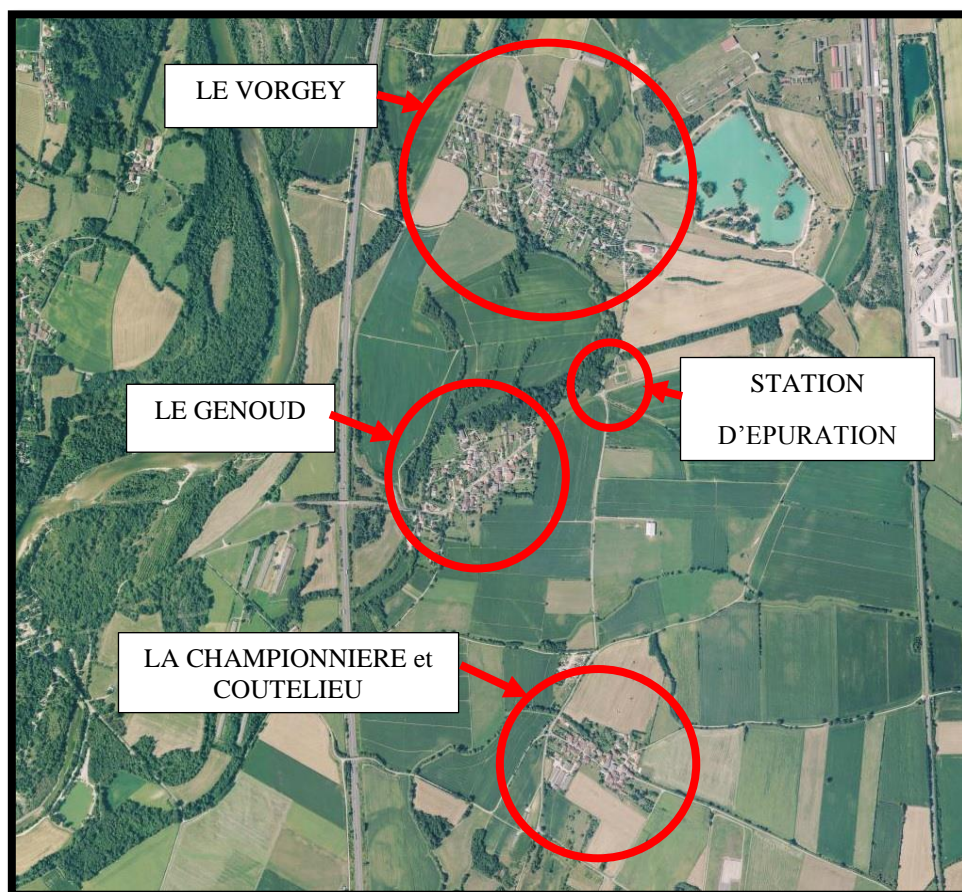 LE VORGEY
LE GENOUD
STATION
D'EPURATION
LA CHAMPIONNIERE et
COUTELIEU